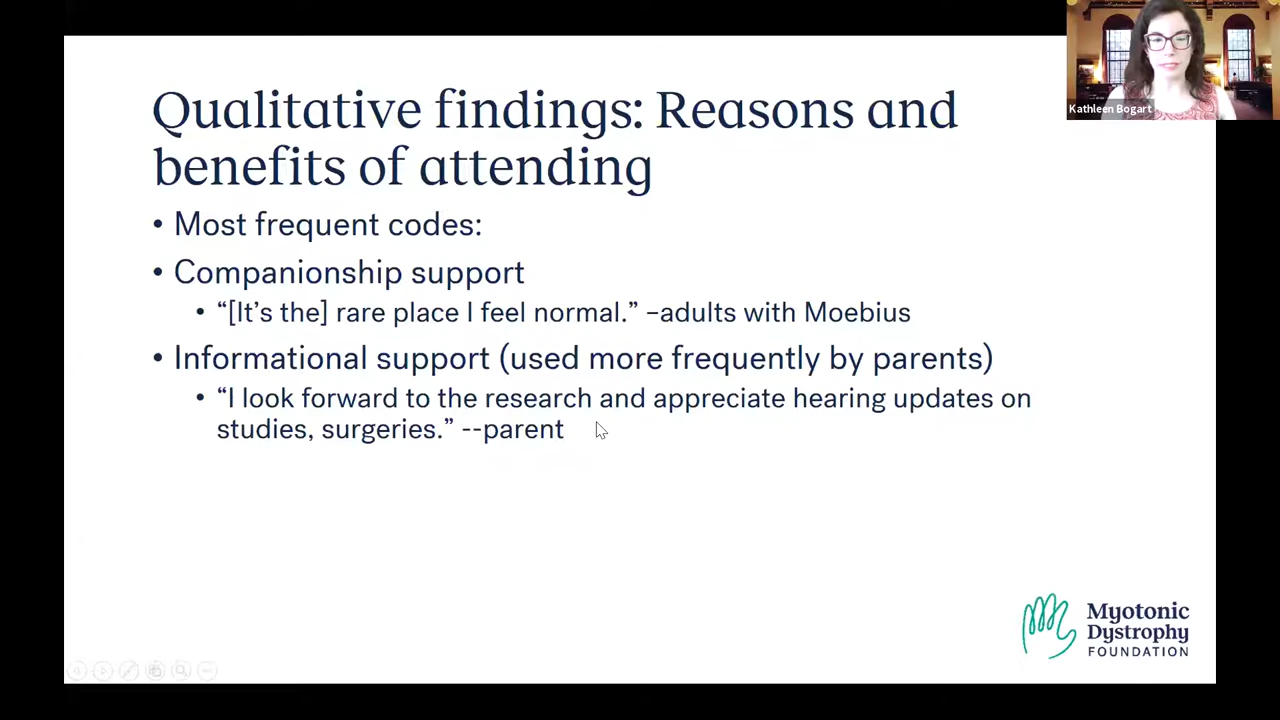 Kathleen Bogart
Qualitative findings: Reasons and
benefits of attending
• Most frequent codes:
• Companionship support
• “[It’s the] rare place I feel normal.” –adults with Moebius
• Informational support (used more frequently by parents)
• “I look forward to the research and appreciate hearing updates on
studies, surgeries.” --parent
Myotonic
Dystrophy
FOUNDATION